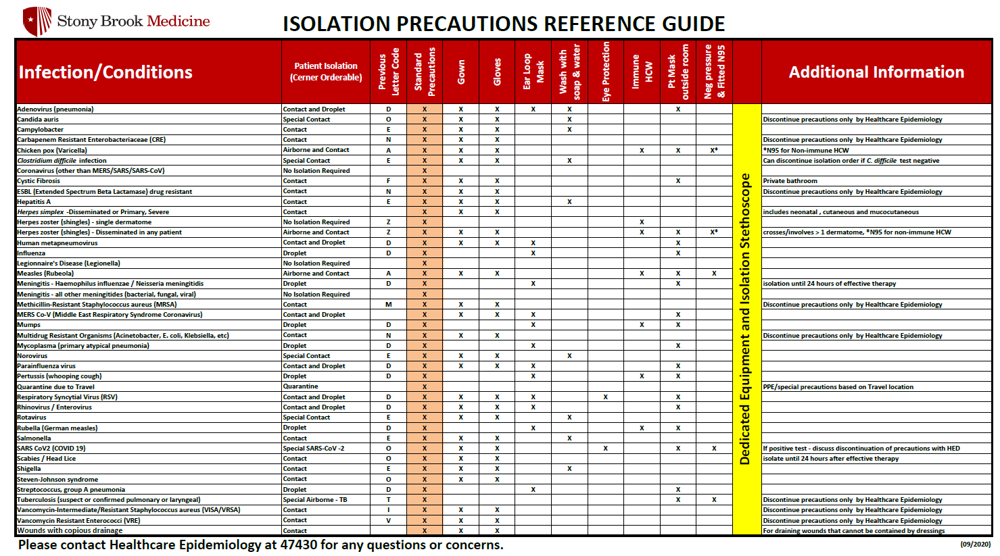 Stony Brook Medicine
ISOLATION PRECAUTIONS REFERENCE GUIDE
Infection/Conditions Patient Isolation (Cerner Orderable) Previous Letter Code Standard Precautions Gown Gloves Ear Loop Mask Wash with soap & water Eye Protection Immune HCW Pt Mask outside room Neg pressure & Fitted N95 Additional Information
Adenovirus (pneumonia) Contact and Droplet D X X X X X X
Candida auris Special Contact O X X X X Discontinue precautions only by Healthcare Epidemiology
Campylobacter Contact E X X X X
Carbapenem Resistant Enterobacteriaceae (CRE) Contact N X X X Discontinue precautions only by Healthcare Epidemiology
Chicken pox (Varicella) Airborne and Contact A X X X X X X* *N95 for Non-immune HCW
Clostridium difficile infection Special Contact E X X X X Can discontinue isolation order if C. difficile test negative
Coronavirus (other than MERS/SARS/SARS-CoV) No Isolation Required X
Cystic Fibrosis Contact F X X X X Private bathroom
ESBL (Extended Spectrum Beta Lactamase) drug resistant Contact N X X X Discontinue precautions only by Healthcare Epidemiology
Hepatitis A Contact E X X X X
Herpes simplex -Disseminated or Primary, Severe Contact X X X includes neonatal , cutaneous and mucocutaneous
Herpes zoster (shingles) - single dermatome No Isolation Required Z X X
Herpes zoster (shingles) - Disseminated in any patient Airborne and Contact Z X X X X X X* crosses/involves > 1 dermatome, *N95 for non-immune HCW
Human metapneumovirus Contact and Droplet D X X X X X
Influenza Droplet D X X X
Legionnaire's Disease (Legionella) No Isolation Required X
Measles (Rubeola) Airborne and Contact A X X X X X X
Meningitis - Haemophilus influenzae / Neisseria meningitidis Droplet D X X X isolation until 24 hours of effective therapy
Meningitis - all other meningitides (bacterial, fungal, viral) No Isolation Required X
Methicillin-Resistant Staphylococcus aureus (MRSA) Contact M X X X Discontinue precautions only by Healthcare Epidemiology
MERS Co-V (Middle East Respiratory Syndrome Coronavirus) Contact and Droplet X X X X X
Mumps Droplet D X X X X
Multidrug Resistant Organisms (Acinetobacter, E. coli, Klebsiella, etc) Contact N X X X Discontinue precautions only by Healthcare Epidemiology
Mycoplasma (primary atypical pneumonia) Droplet D X X X
Norovirus Special Contact E X X X X
Parainfluenza virus Contact and Droplet D X X X X X
Pertussis (whooping cough) Droplet D X X X X
Quarantine due to Travel Quarantine X PPE/special precautions based on Travel location
Respiratory Syncytial Virus (RSV) Contact and Droplet D X X X X X X
Rhinovirus / Enterovirus Contact and Droplet D X X X X X
Rotavirus Special Contact E X X X X
Rubella (German measles) Droplet D X X X X
Salmonella Contact E X X X X
SARS CoV2 (COVID 19) Special SARS-CoV -2 O X X X X X X If positive test - discuss discontinuation of precautions with HED
Scabies / Head Lice Contact O X X X isolate until 24 hours after effective therapy
Shigella Contact E X X X X
Steven-Johnson syndrome Contact O X X X
Streptococcus, group A pneumonia Droplet D X X X
Tuberculosis (suspect or confirmed pulmonary or laryngeal) Special Airborne - TB T X X X Discontinue precautions only by Healthcare Epidemiology
Vancomycin-Intermediate/Resistant Staphylococcus aureus (VISA/VRSA) Contact I X X X Discontinue precautions only by Healthcare Epidemiology
Vancomycin Resistant Enterococci (VRE) Contact V X X X Discontinue precautions only by Healthcare Epidemiology
Wounds with copious drainage Contact X X X For draining wounds that cannot be contained by dressings
Dedicated Equipment and Isolation Stethoscope
Please contact Healthcare Epidemiology at 47430 for any questions or concerns.
(09/2020)